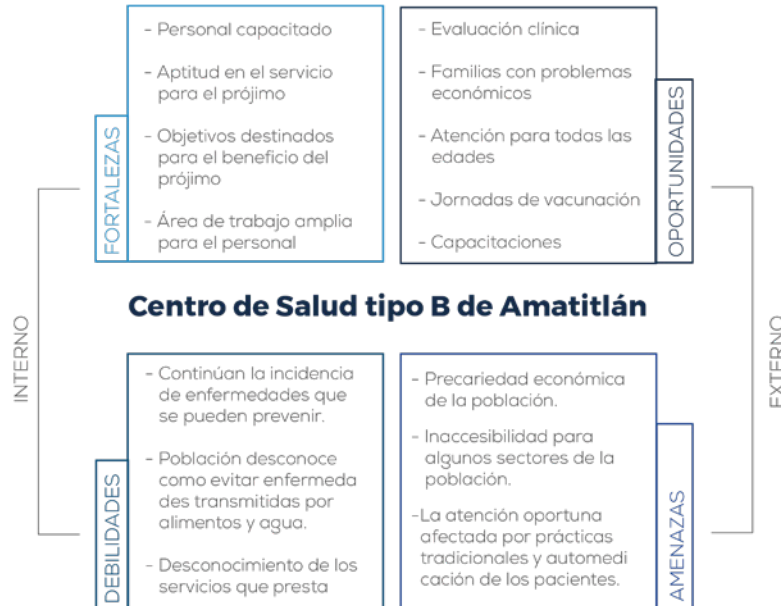 - Personal capacitado
- Aptitud en el servicio
para el prójimo
- Objetivos destinados
para el beneficio del
prójimo
- Área de trabajo amplia
para el personal
FORTALEZAS
- Evaluación clínica
- Familias con problemas
económicos
- Atención para todas las
edades
- Jornadas de vacunación
- Capacitaciones
OPORTUNIDADES
INTERNO
Centro de Salud tipo B de Amatitlán
EXTERNO
- Continúan la incidencia
de enfermedades que
se pueden prevenir.
- Población desconoce
como evitar enfermeda
des transmitidas por
alimentos y agua.
- Desconocimiento de los
servicios que presta
DEBILIDADES
- Precariedad económica
de la población.
- Inaccesibilidad para
algunos sectores de la
población.
-La atención oportuna
afectada por prácticas
tradicionales y automedi
cación de los pacientes.
AMENAZAS